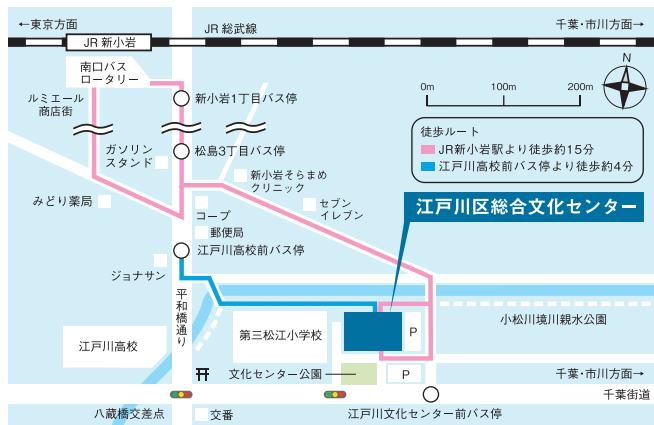 ←東京方面
JR 総武線
千葉・市川方面→
JR 新小岩
南口バス
ロータリー
N
0m
100m
200m
ルミエール
商店街
新小岩1丁目バス停
徒歩ルート
JR新小岩駅より徒歩約15分
江戸川高校前バス停より徒歩約4分
ガソリン
スタンド
松島3丁目バス停
新小岩そらまめ
クリニック
みどり薬局
コープ
セブン
イレブン
江戸川区総合文化センター
郵便局
江戸川高校前バス停
ジョナサン
平和橋通り
小松川境川親水公園
第三松江小学校
P
江戸川高校
文化センター公園
P
千葉・市川方面→
千葉街道
八蔵橋交差点
交番
江戸川文化センター前バス停